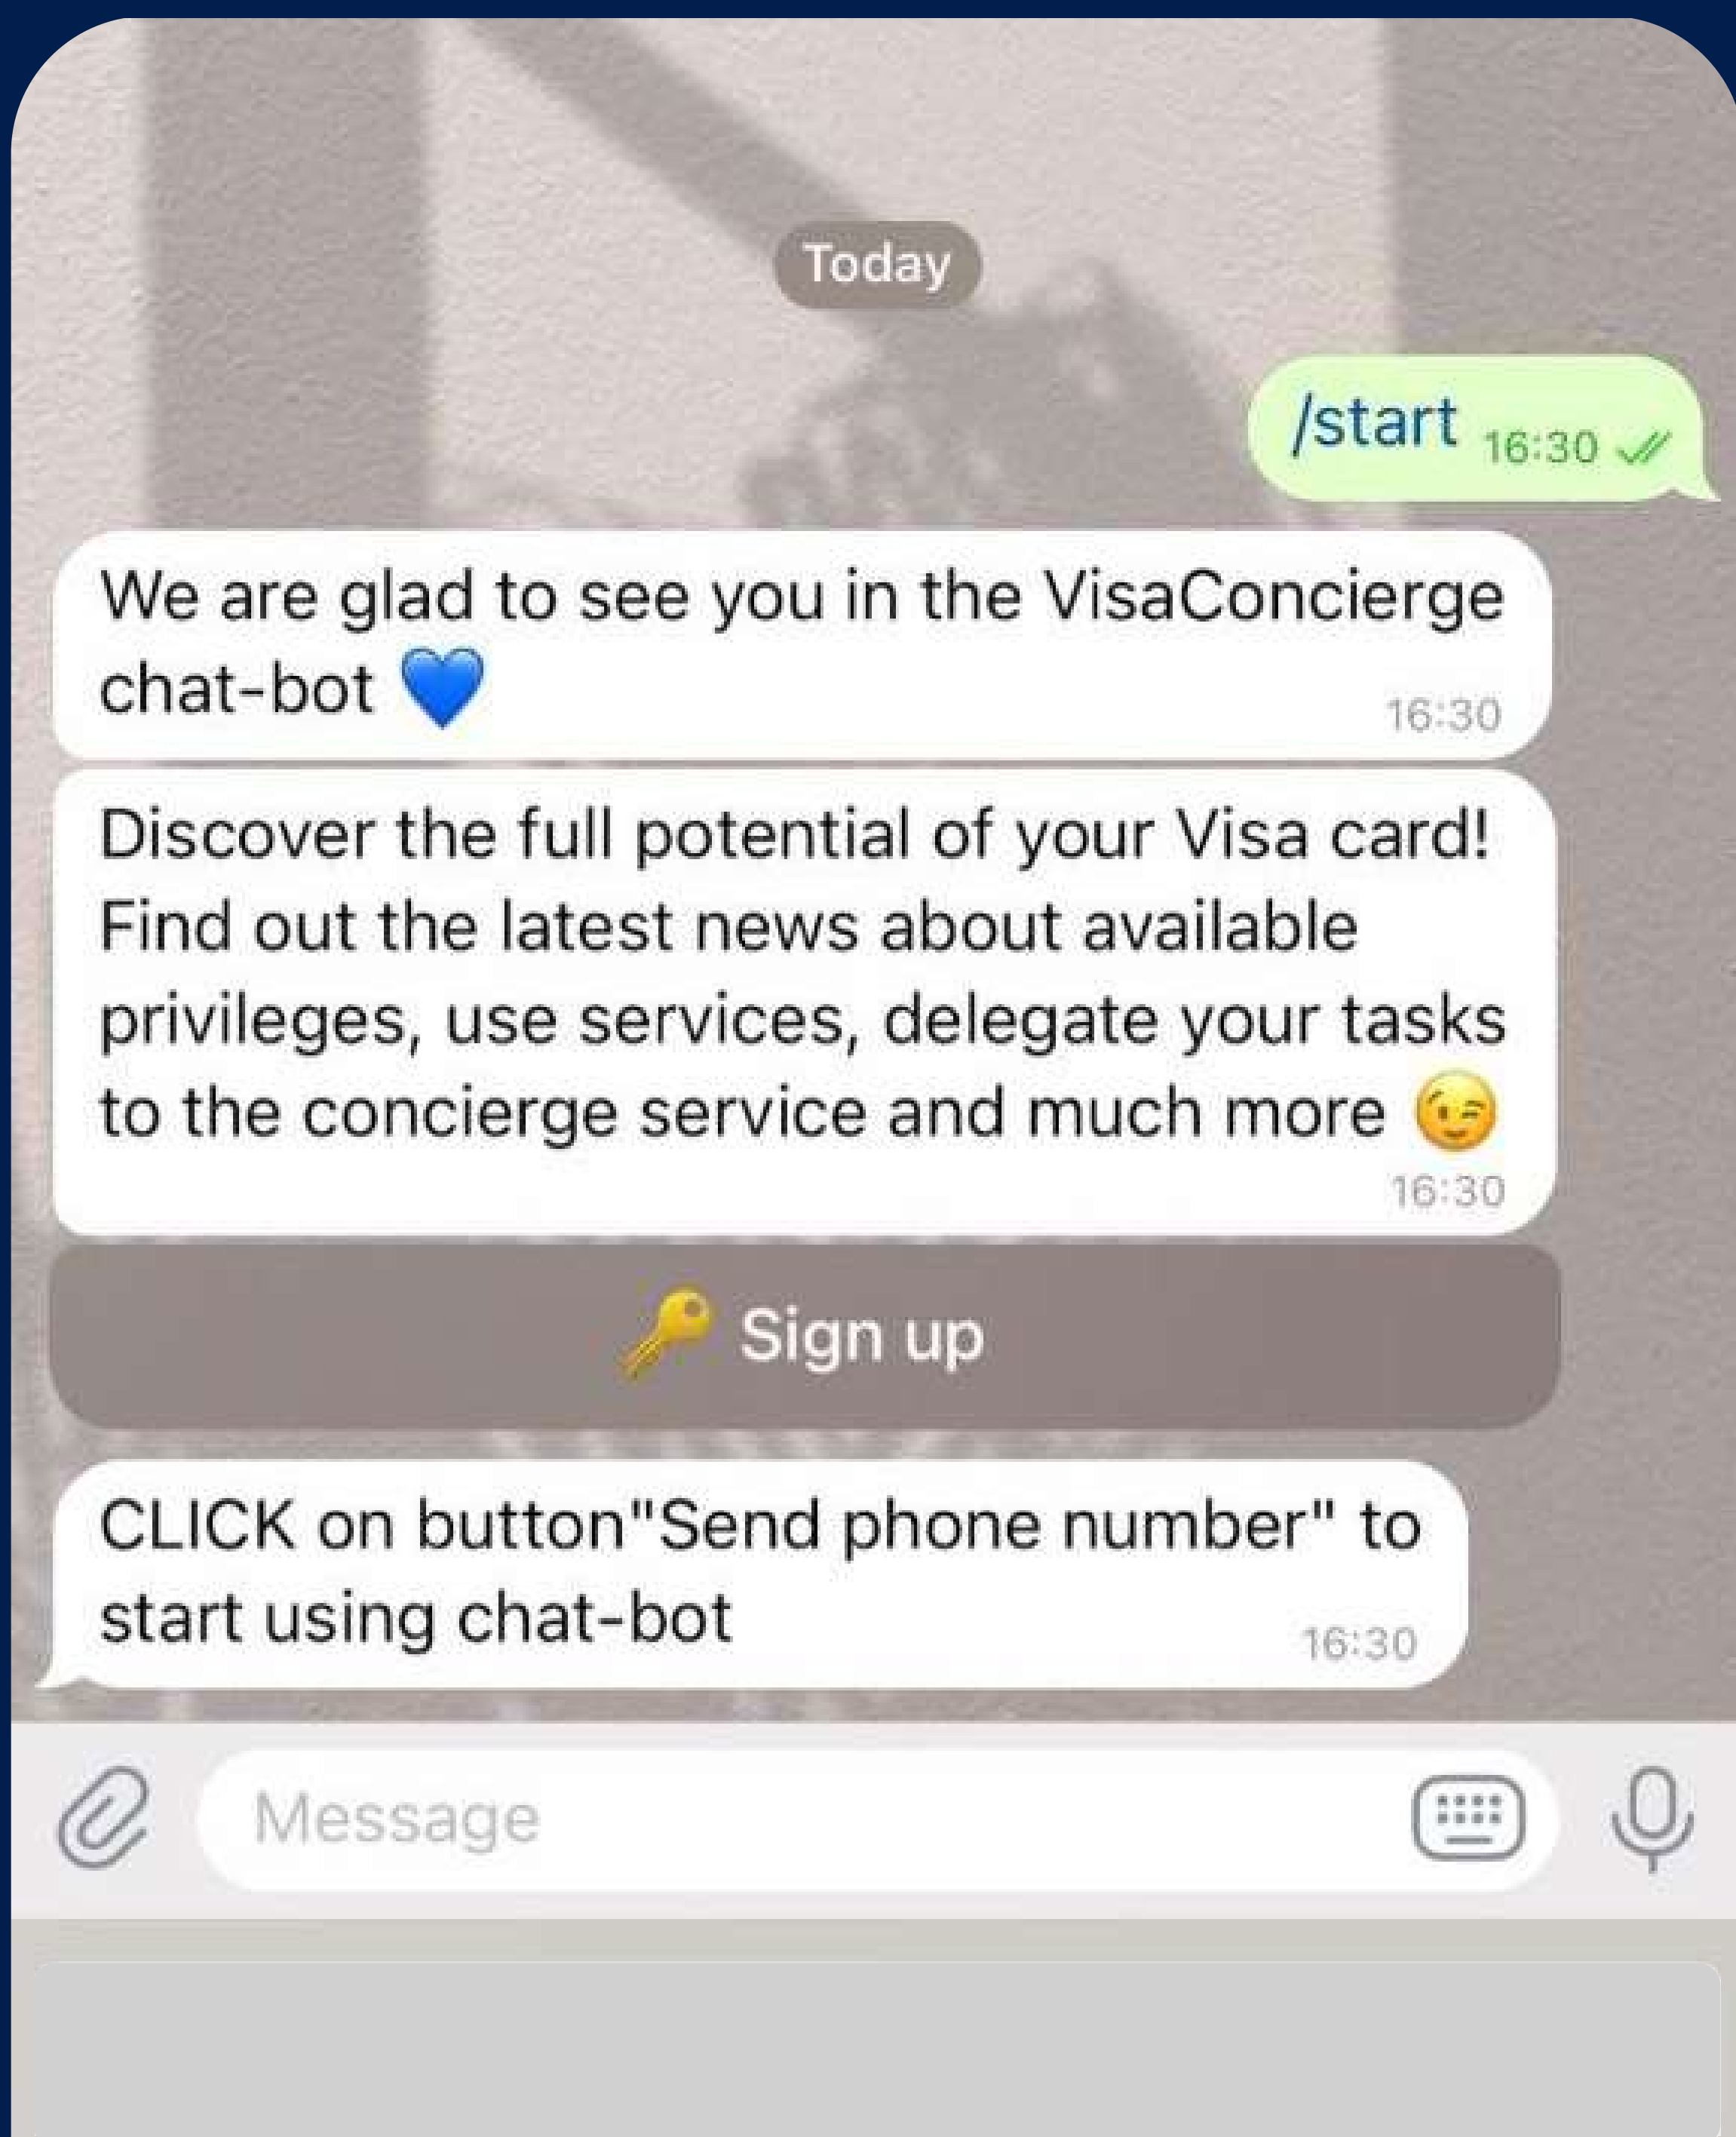 Today
/start 16:30
We are glad to see you in the VisaConcierge
chat-bot 💙
16:30
Discover the full potential of your Visa card!
Find out the latest news about available
privileges, use services, delegate your tasks
to the concierge service and much more 😉
16:30
🔑 Sign up
CLICK on button"Send phone number" to
start using chat-bot
16:30
Message